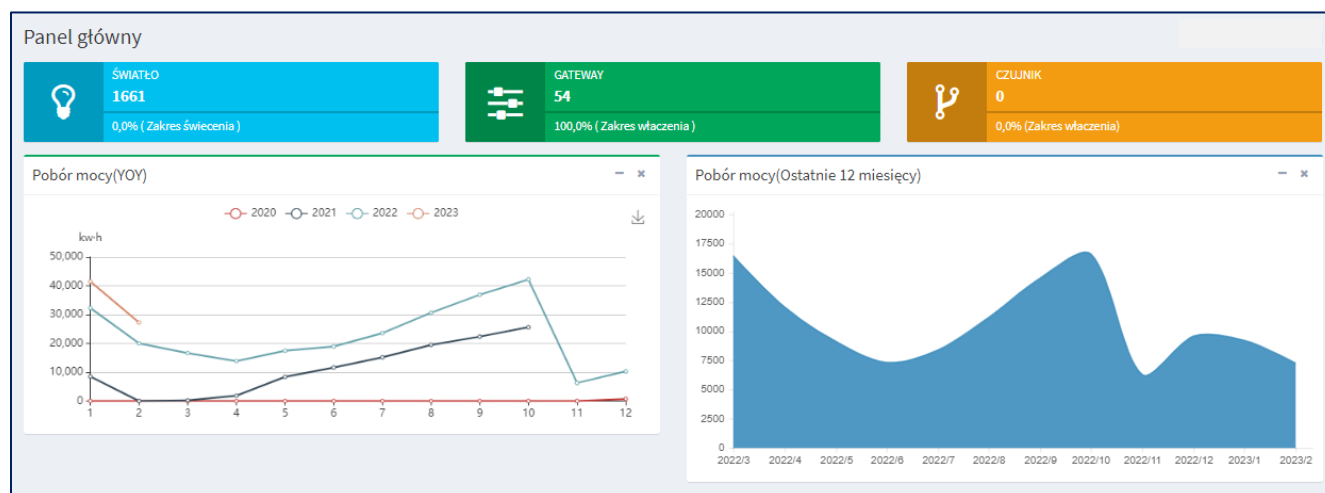 Panel główny
ŚWIATŁO
1661
0,0% ( Zakres świecenia )
GATEWAY
54
100,0% ( Zakres właczenia )
CZUJNIK
0
0,0% (Zakres właczenia)
Pobór mocy(YOY)
2020 2021 2022 2023
kw·h
50,000
40,000
30,000
20,000
10,000
0
1 2 3 4 5 6 7 8 9 10 11 12
Pobór mocy(Ostatnie 12 miesięcy)
20000
17500
15000
12500
10000
7500
5000
2500
0
2022/3 2022/4 2022/5 2022/6 2022/7 2022/8 2022/9 2022/10 2022/11 2022/12 2023/1 2023/2